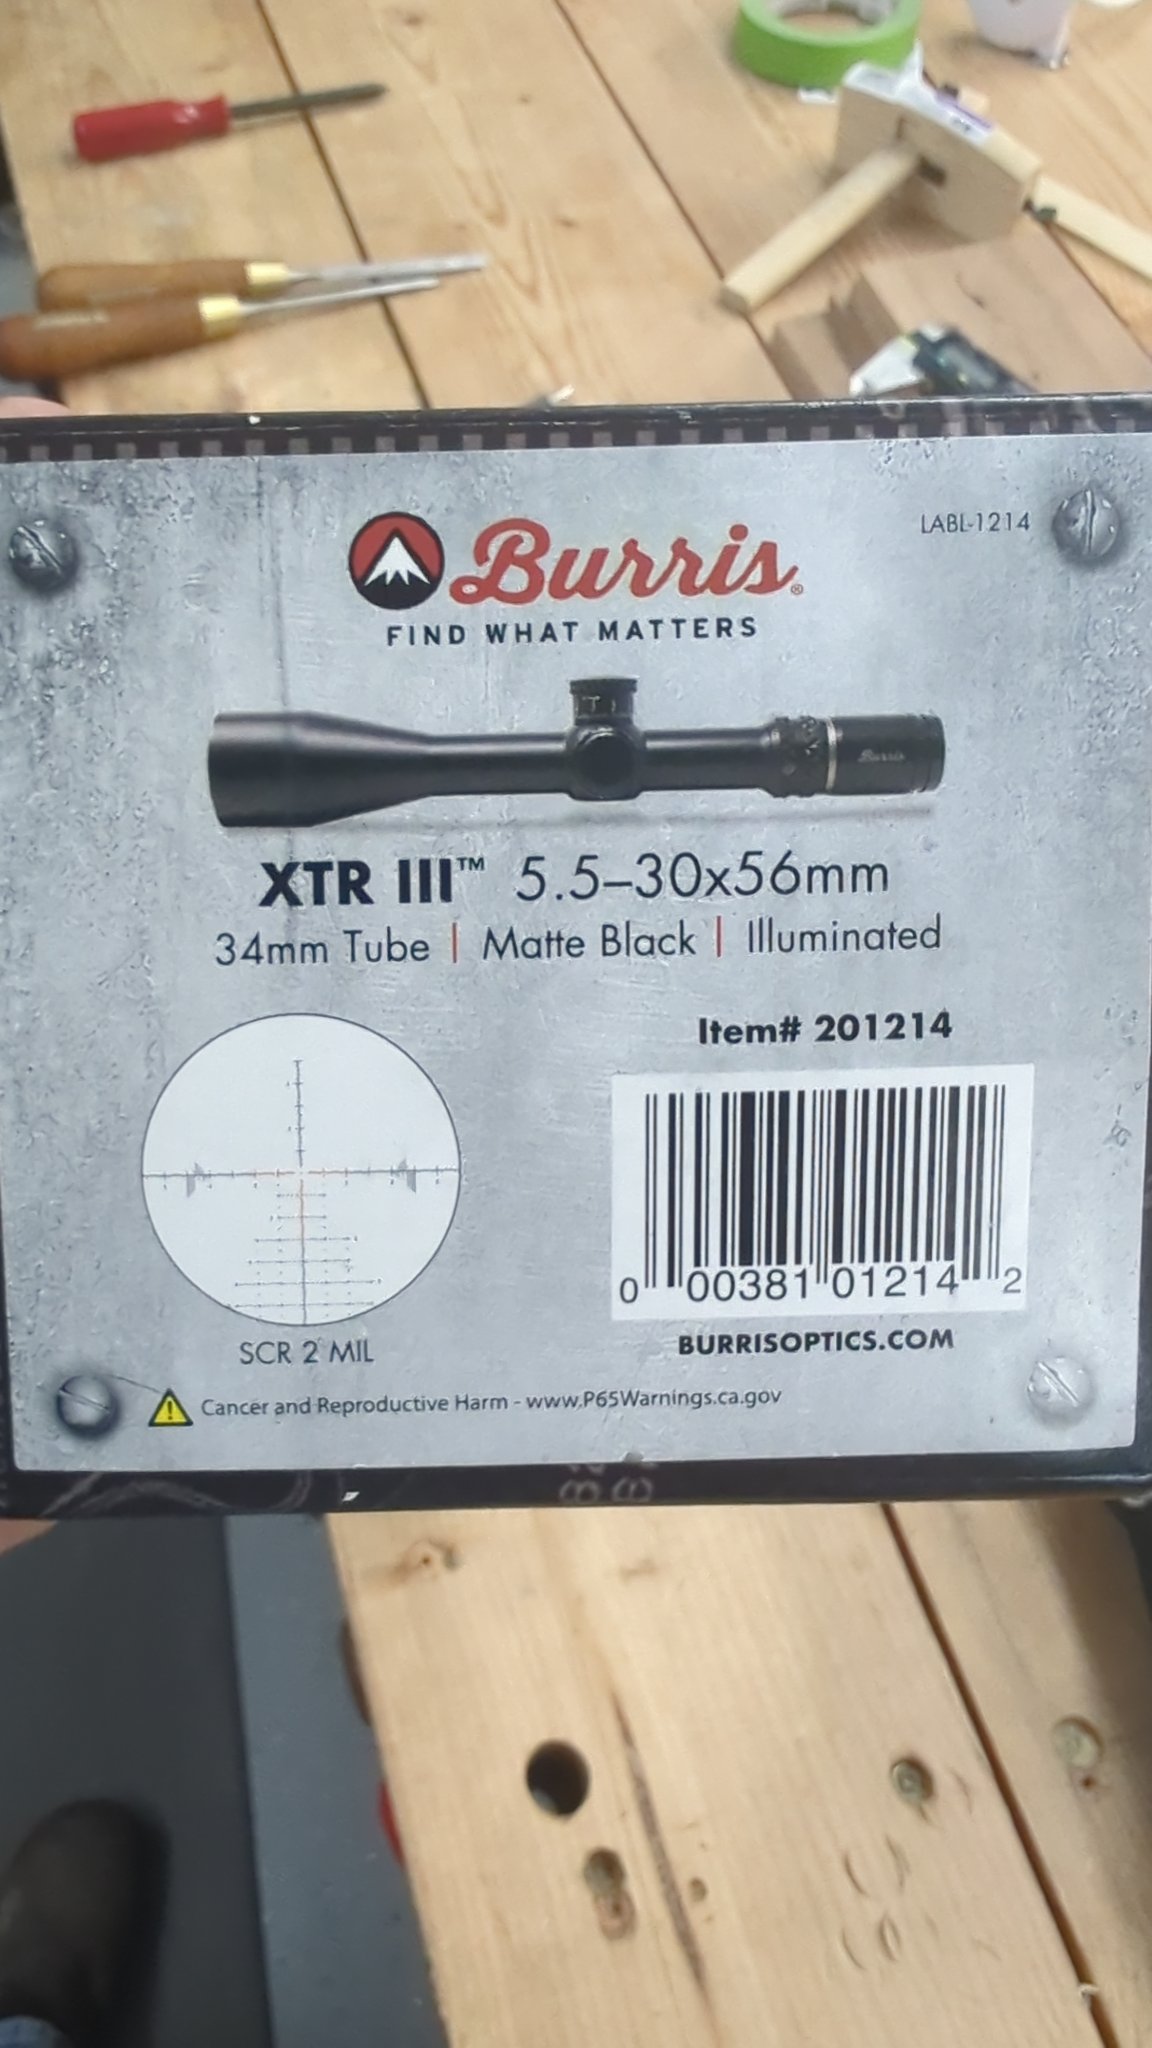 LABL-1214
Burris®
FIND WHAT MATTERS
Burris
XTR III™ 5.5–30x56mm
34mm Tube | Matte Black | Illuminated
Item# 201214
0 00381 01214 2
SCR 2 MIL
BURRISOPTICS.COM
Cancer and Reproductive Harm - www.P65Warnings.ca.gov